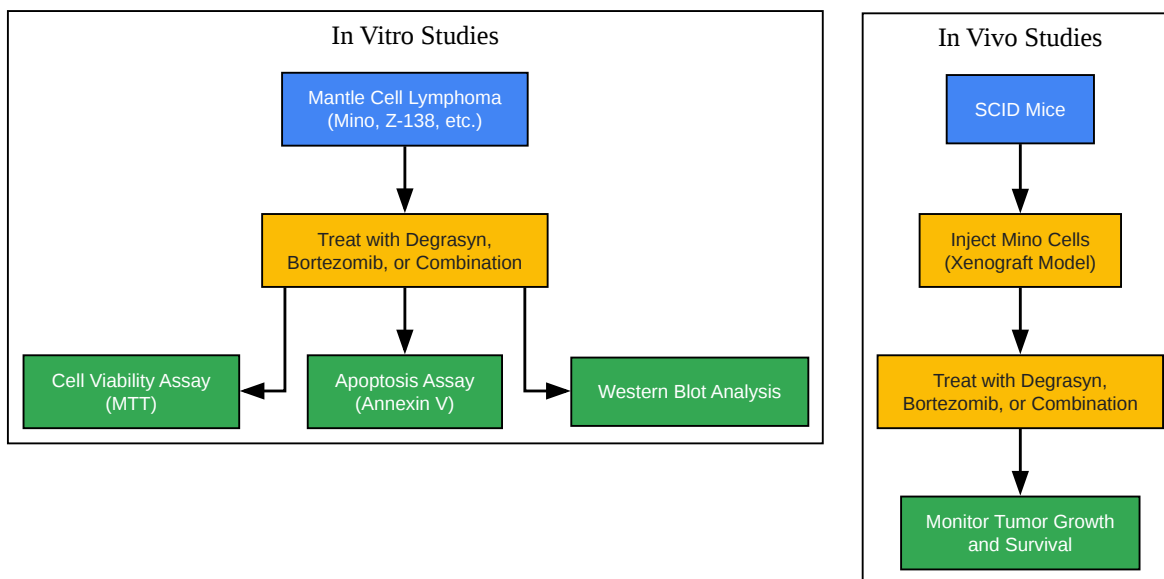 In Vitro Studies
Mantle Cell Lymphoma
(Mino, Z-138, etc.)
Treat with Degrasyn,
Bortezomib, or Combination
Cell Viability Assay
(MTT)
Apoptosis Assay
(Annexin V)
Western Blot Analysis
In Vivo Studies
SCID Mice
Inject Mino Cells
(Xenograft Model)
Treat with Degrasyn,
Bortezomib, or Combination
Monitor Tumor Growth
and Survival